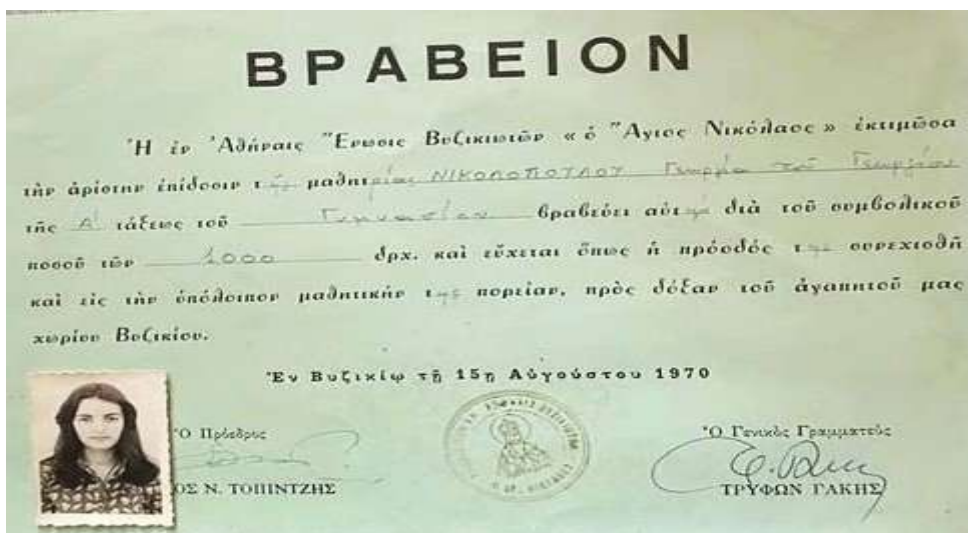 ΒΡΑΒΕΙΟΝ
Ἡ ἐν Ἀθήναις Ἕνωσις Βυζικιωτῶν « ὁ Ἅγιος Νικόλαος » ἐκτιμῶσα
τὴν ἀρίστην ἐπίδοσιν τῆς μαθητρίας ΝΙΚΟΛΟΠΟΥΛΟΥ Γεωργία τοῦ Γεωργίου
τῆς Α' τάξεως τοῦ Γυμνασίου βραβεύει αὐτὴν διὰ τοῦ συμβολικοῦ
ποσοῦ τῶν 1000 δρχ. καὶ εὔχεται ὅπως ἡ πρόοδός της συνεχισθῆ
καὶ εἰς τὴν ὑπόλοιπον μαθητικήν της πορείαν, πρὸς δόξαν τοῦ ἀγαπητοῦ μας
χωρίου Βυζικίου.
Ἐν Βυζικίῳ τῇ 15η Αὐγούστου 1970
Ὁ Πρόεδρος
Ὁ Γενικὸς Γραμματεὺς
ΟΣ Ν. ΤΟΠΙΝΤΖΗΣ
ΤΡΥΦΩΝ ΓΑΚΗΣ